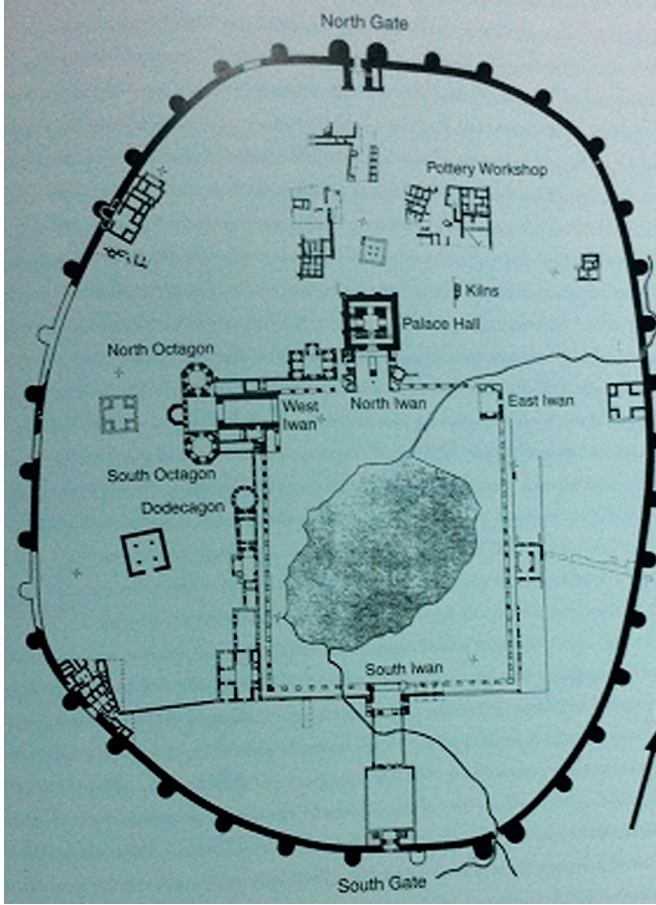 North Gate
Pottery Workshop
Kilns
Palace Hall
North Octagon
West
Iwan
North Iwan
East Iwan
South Octagon
Dodecagon
South Iwan
South Gate